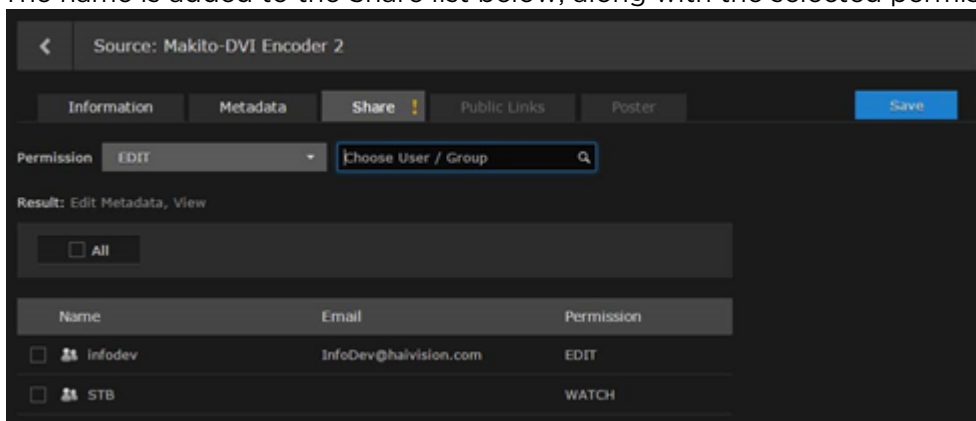 The name is added to the Share list below, along with the selected permis
Source: Makito-DVI Encoder 2
Information Metadata Share ! Public Links Poster Save
Permission EDIT Choose User / Group
Result: Edit Metadata, View
All
Name Email Permission
infodev InfoDev@haivision.com EDIT
STB WATCH